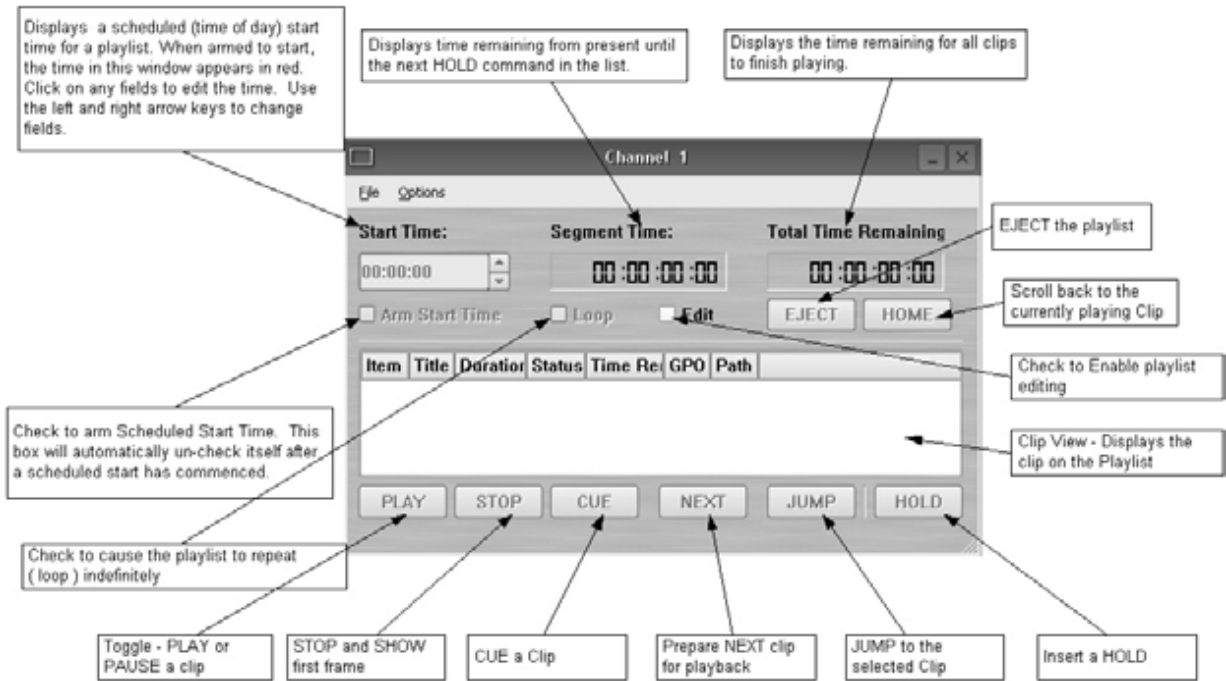 Displays a scheduled (time of day) start
time for a playlist. When armed to start,
the time in this window appears in red.
Click on any fields to edit the time. Use
the left and right arrow keys to change
fields.
Displays time remaining from present until
the next HOLD command in the list.
Displays the time remaining for all clips
to finish playing.
Channel 1
File Options
Start Time:
Segment Time:
Total Time Remaining
EJECT the playlist
00:00:00
00:00:00:00
00:00:00:00
Scroll back to the
currently playing Clip
Arm Start Time
Loop
Edit
EJECT
HOME
Item Title Duration Status Time Re GPO Path
Check to Enable playlist
editing
Check to arm Scheduled Start Time. This
box will automatically un-check itself after
a scheduled start has commenced.
Clip View - Displays the
clip on the Playlist
PLAY
STOP
CUE
NEXT
JUMP
HOLD
Check to cause the playlist to repeat
( loop ) indefinitely
Toggle - PLAY or
PAUSE a clip
STOP and SHOW
first frame
CUE a Clip
Prepare NEXT clip
for playback
JUMP to the
selected Clip
Insert a HOLD